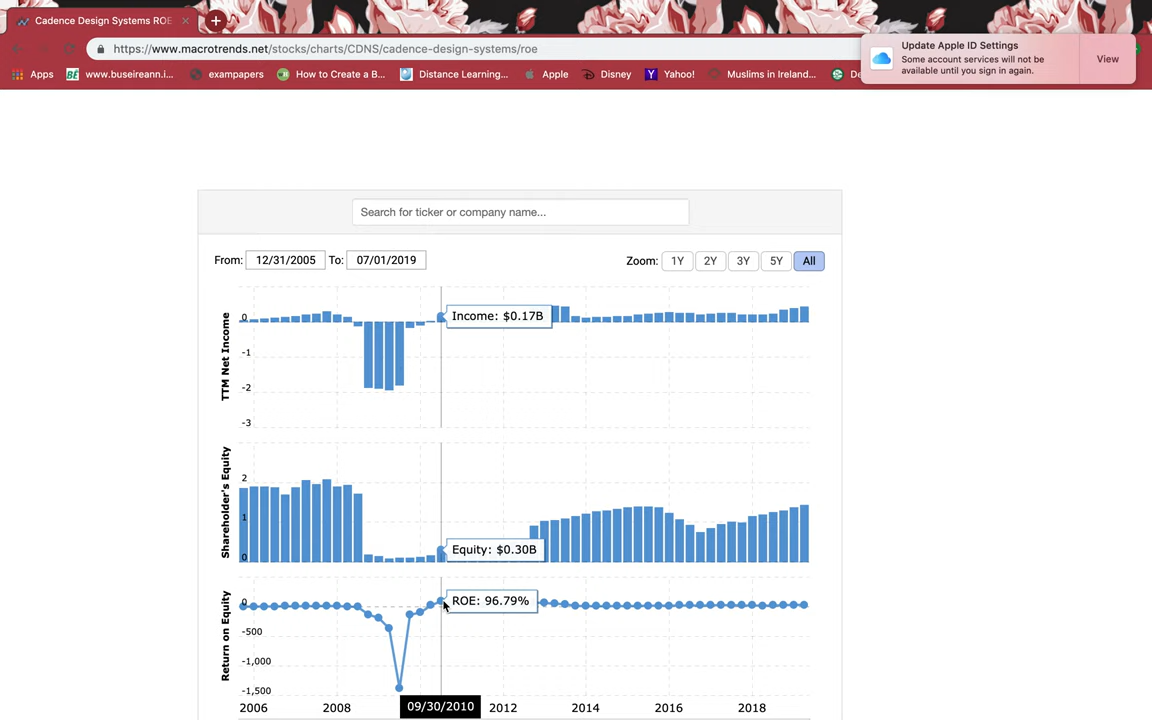 Cadence Design Systems ROE
https://www.macrotrends.net/stocks/charts/CDNS/cadence-design-systems/roe
Update Apple ID Settings
Some account services will not be
available until you sign in again.
View
Apps
BÉ www.buseireann.i...
exampapers
How to Create a B...
Distance Learning...
Apple
Disney
Y Yahoo!
Muslims in Ireland...
Search for ticker or company name...
From: 12/31/2005 To: 07/01/2019
Zoom: 1Y 2Y 3Y 5Y All
TTM Net Income
0
-1
-2
-3
Income: $0.17B
Shareholder's Equity
2
1
0
Equity: $0.30B
Return on Equity
0
-500
-1,000
-1,500
ROE: 96.79%
2006 2008 09/30/2010 2012 2014 2016 2018